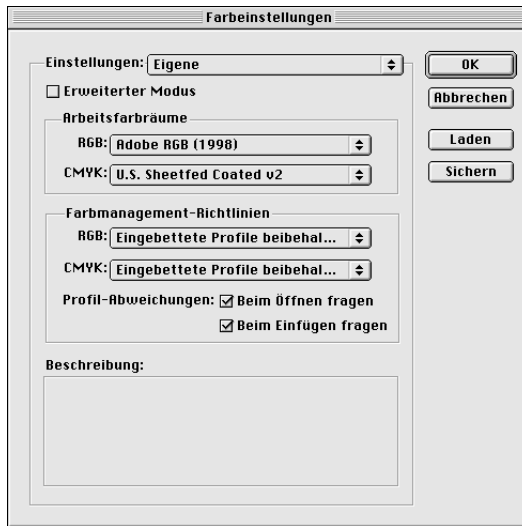 Farbeinstellungen
Einstellungen: Eigene
OK
Erweiterter Modus
Abbrechen
Arbeitsfarbräume
RGB: Adobe RGB (1998)
Laden
CMYK: U.S. Sheetfed Coated v2
Sichern
Farbmanagement-Richtlinien
RGB: Eingebettete Profile beibehal...
CMYK: Eingebettete Profile beibehal...
Profil-Abweichungen: Beim Öffnen fragen
Beim Einfügen fragen
Beschreibung: